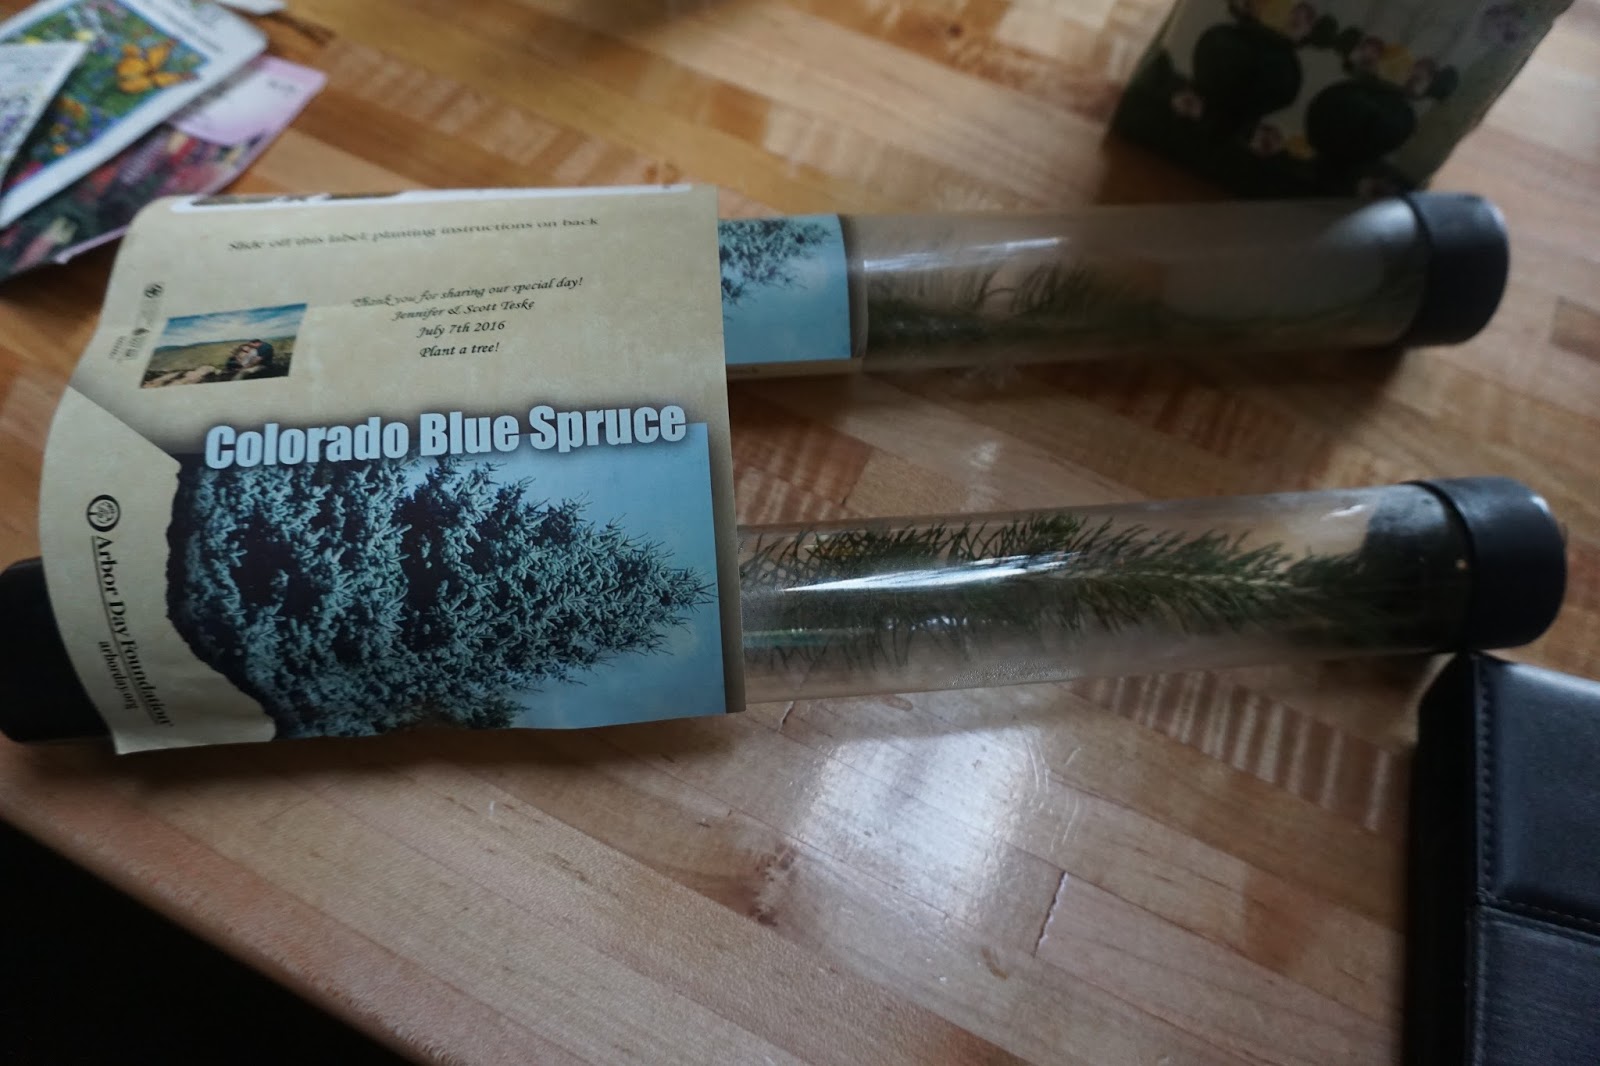 Slide off this label: planting instructions on back
Thank you for sharing our special day!
Jennifer & Scott Teske
July 7th 2016
Plant a tree!
Colorado Blue Spruce
Arbor Day Foundation
arborday.org